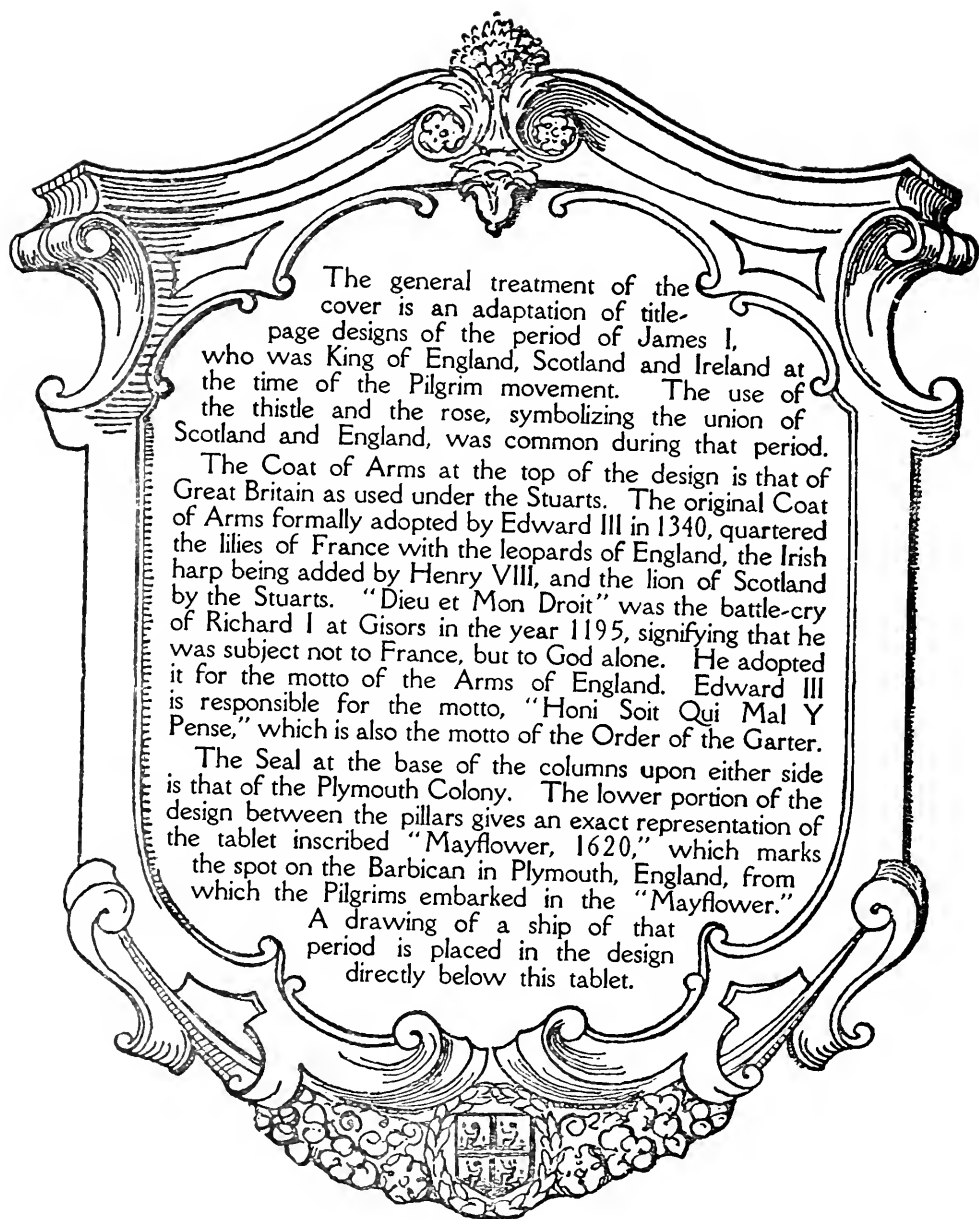 The general treatment of the
cover is an adaptation of title-
page designs of the period of James I,
who was King of England, Scotland and Ireland at
the time of the Pilgrim movement. The use of
the thistle and the rose, symbolizing the union of
Scotland and England, was common during that period.
The Coat of Arms at the top of the design is that of
Great Britain as used under the Stuarts. The original Coat
of Arms formally adopted by Edward III in 1340, quartered
the lilies of France with the leopards of England, the Irish
harp being added by Henry VIII, and the lion of Scotland
by the Stuarts. "Dieu et Mon Droit" was the battle-cry
of Richard I at Gisors in the year 1195, signifying that he
was subject not to France, but to God alone. He adopted
it for the motto of the Arms of England. Edward III
is responsible for the motto, "Honi Soit Qui Mal Y
Pense," which is also the motto of the Order of the Garter.
The Seal at the base of the columns upon either side
is that of the Plymouth Colony. The lower portion of the
design between the pillars gives an exact representation of
the tablet inscribed "Mayflower, 1620," which marks
the spot on the Barbican in Plymouth, England, from
which the Pilgrims embarked in the "Mayflower."
A drawing of a ship of that
period is placed in the design
directly below this tablet.